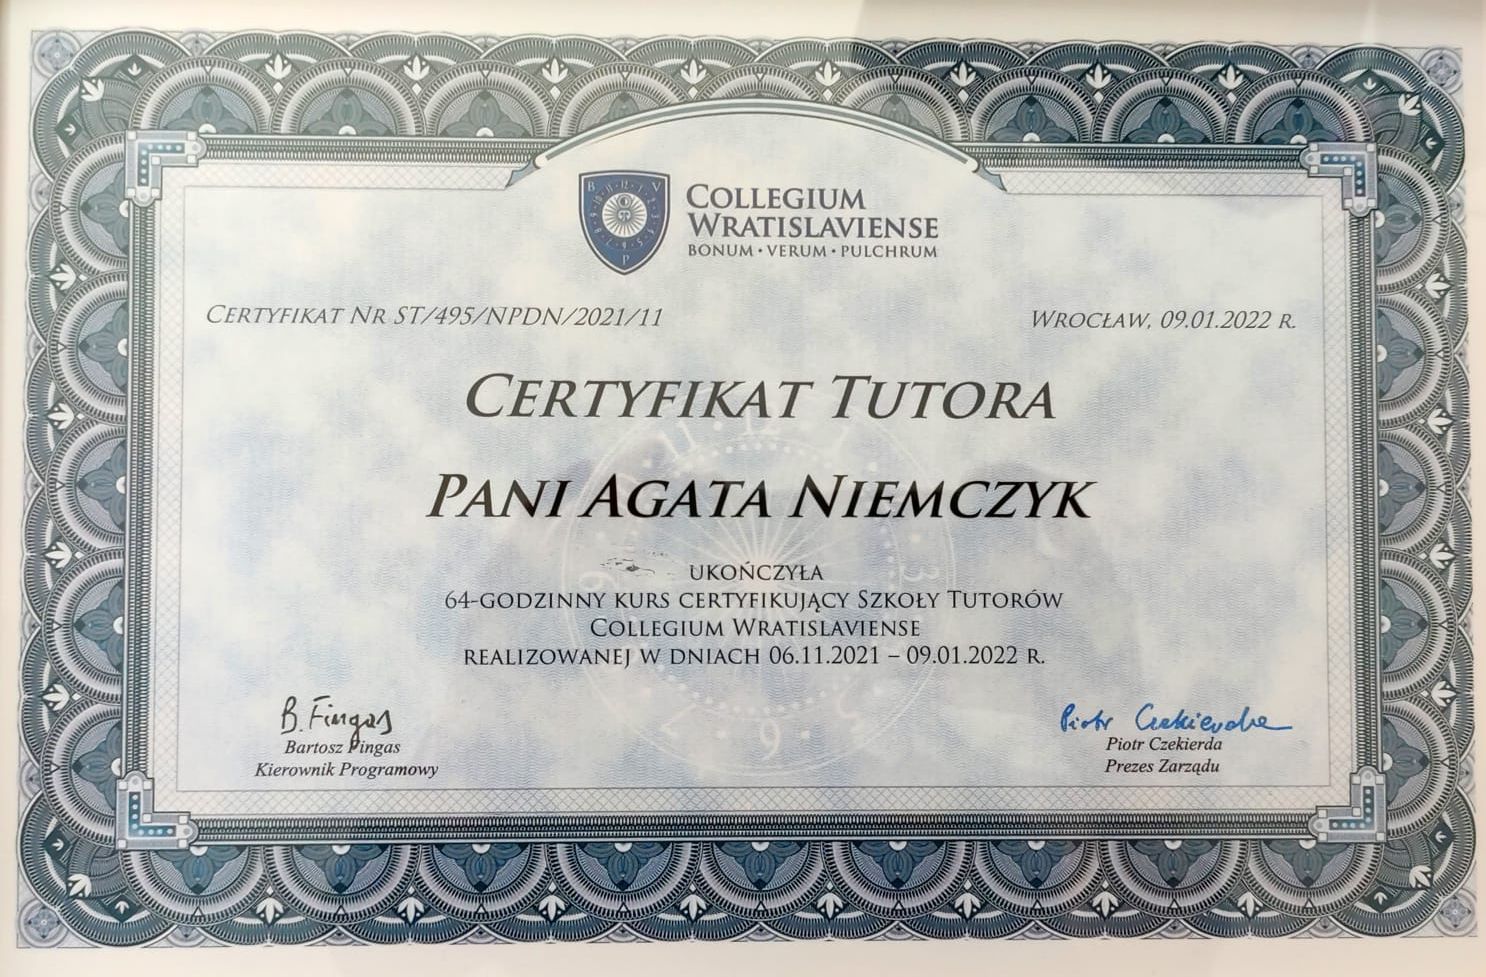 COLLEGIUM
WRATISLAVIENSE
BONUM · VERUM · PULCHRUM
CERTYFIKAT NR ST/495/NPDN/2021/11
WROCŁAW, 09.01.2022 R.
CERTYFIKAT TUTORA
PANI AGATA NIEMCZYK
UKOŃCZYŁA
64-GODZINNY KURS CERTYFIKUJĄCY SZKOŁY TUTORÓW
COLLEGIUM WRATISLAVIENSE
REALIZOWANEJ W DNIACH 06.11.2021 – 09.01.2022 R.
B. Fingas
Bartosz Fingas
Kierownik Programowy
Piotr Czekierda
Piotr Czekierda
Prezes Zarządu